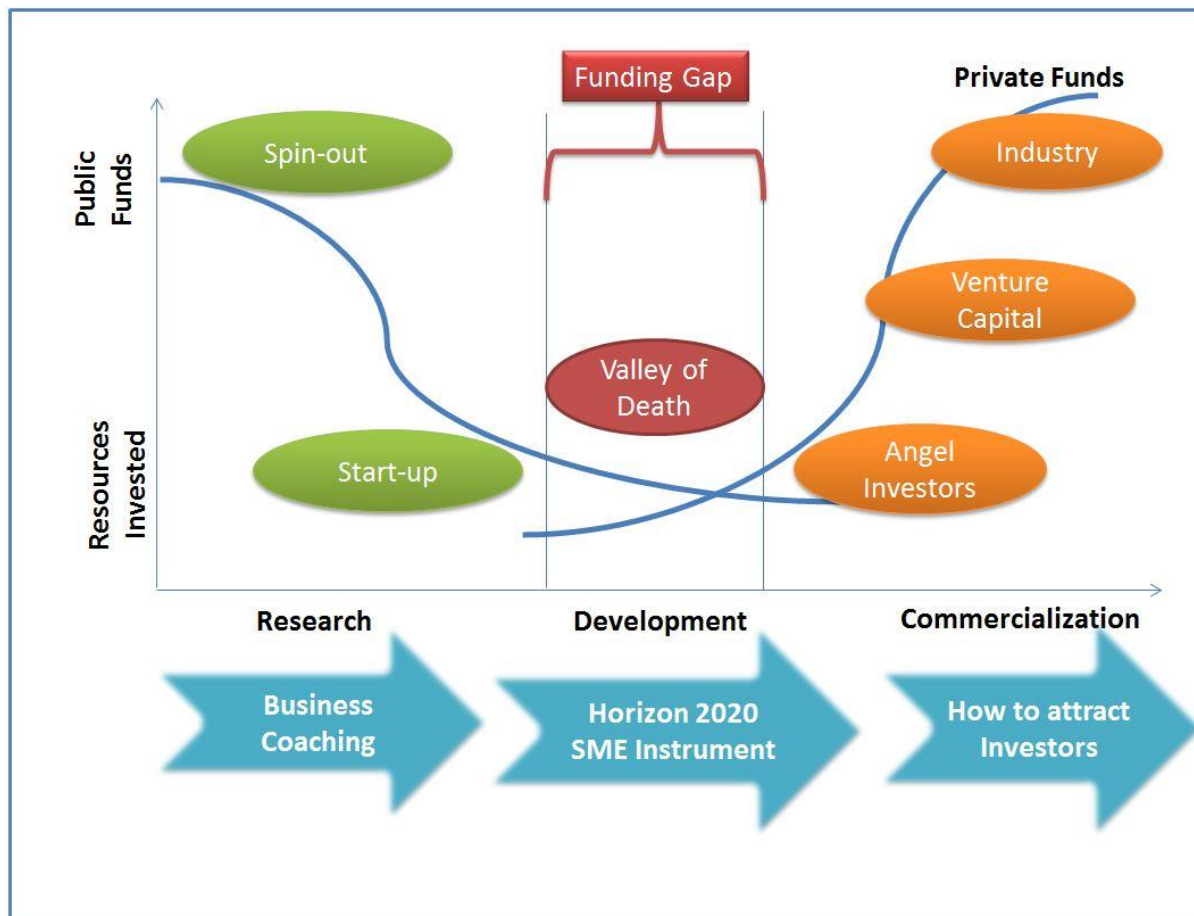 Funding Gap
Private Funds
Public
Funds
Spin-out
Industry
Venture
Capital
Valley of
Death
Resources
Invested
Start-up
Angel
Investors
Research
Development
Commercialization
Business
Coaching
Horizon 2020
SME Instrument
How to attract
Investors